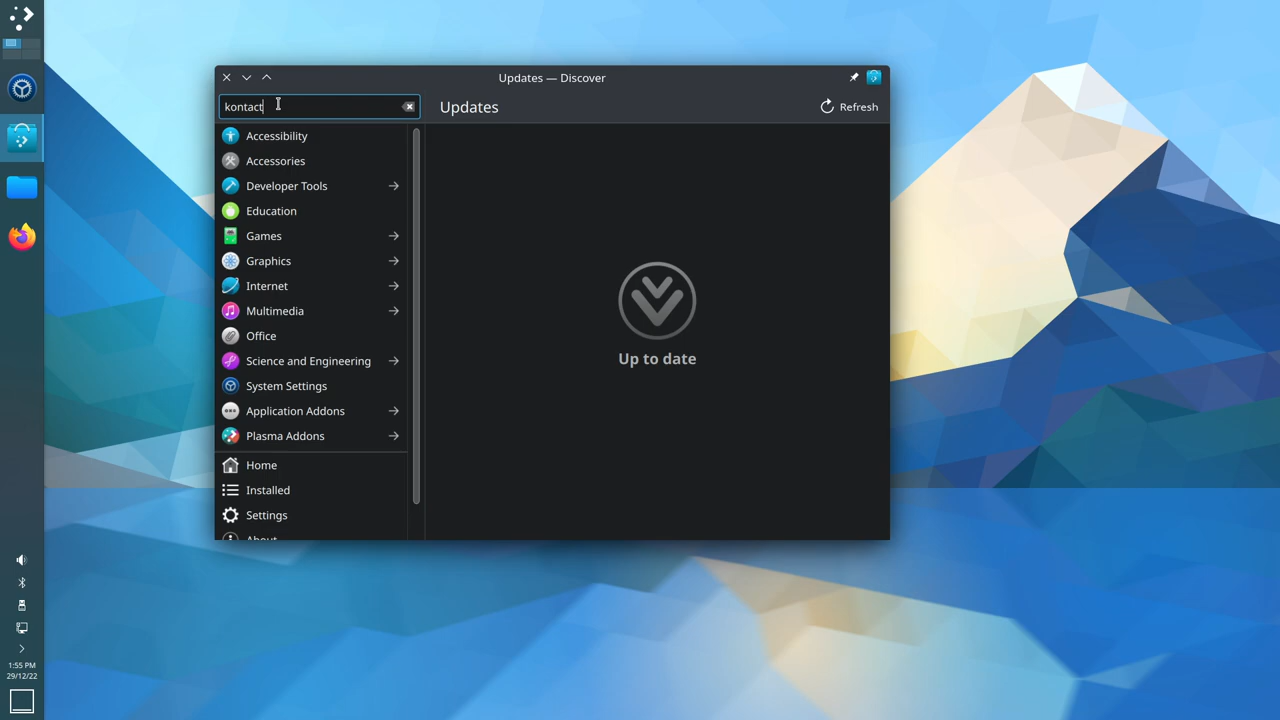 Updates — Discover
kontact
Updates
Refresh
Accessibility
Accessories
Developer Tools
Education
Games
Graphics
Internet
Multimedia
Office
Science and Engineering
System Settings
Application Addons
Plasma Addons
Home
Installed
Settings
About
Up to date
1:55 PM
29/12/22